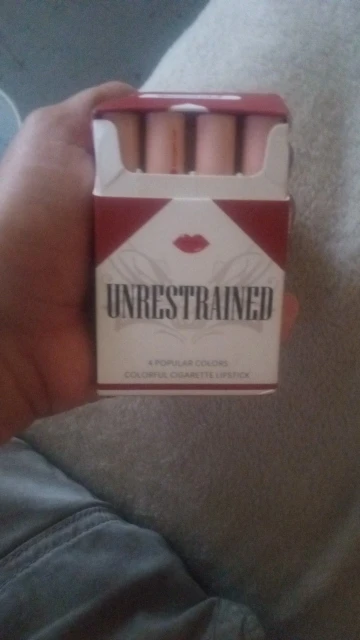 UNRESTRAINED
4 POPULAR COLORS
COLORFUL CIGARETTE LIPSTICK